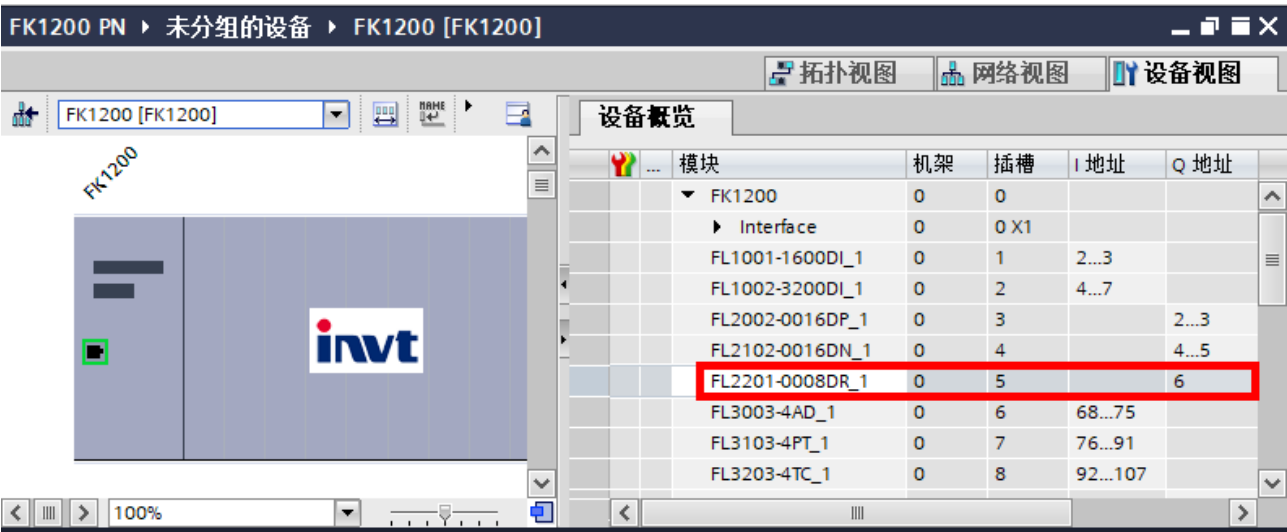 FK1200 PN ▸ 未分组的设备 ▸ FK1200 [FK1200]
拓扑视图 网络视图 设备视图
FK1200 [FK1200] NAME 设备概览
FK1200
invt
... 模块 机架 插槽 I 地址 Q 地址
FK1200 0 0
Interface 0 0 X1
FL1001-1600DI_1 0 1 2...3
FL1002-3200DI_1 0 2 4...7
FL2002-0016DP_1 0 3 2...3
FL2102-0016DN_1 0 4 4...5
FL2201-0008DR_1 0 5 6
FL3003-4AD_1 0 6 68...75
FL3103-4PT_1 0 7 76...91
FL3203-4TC_1 0 8 92...107
100%